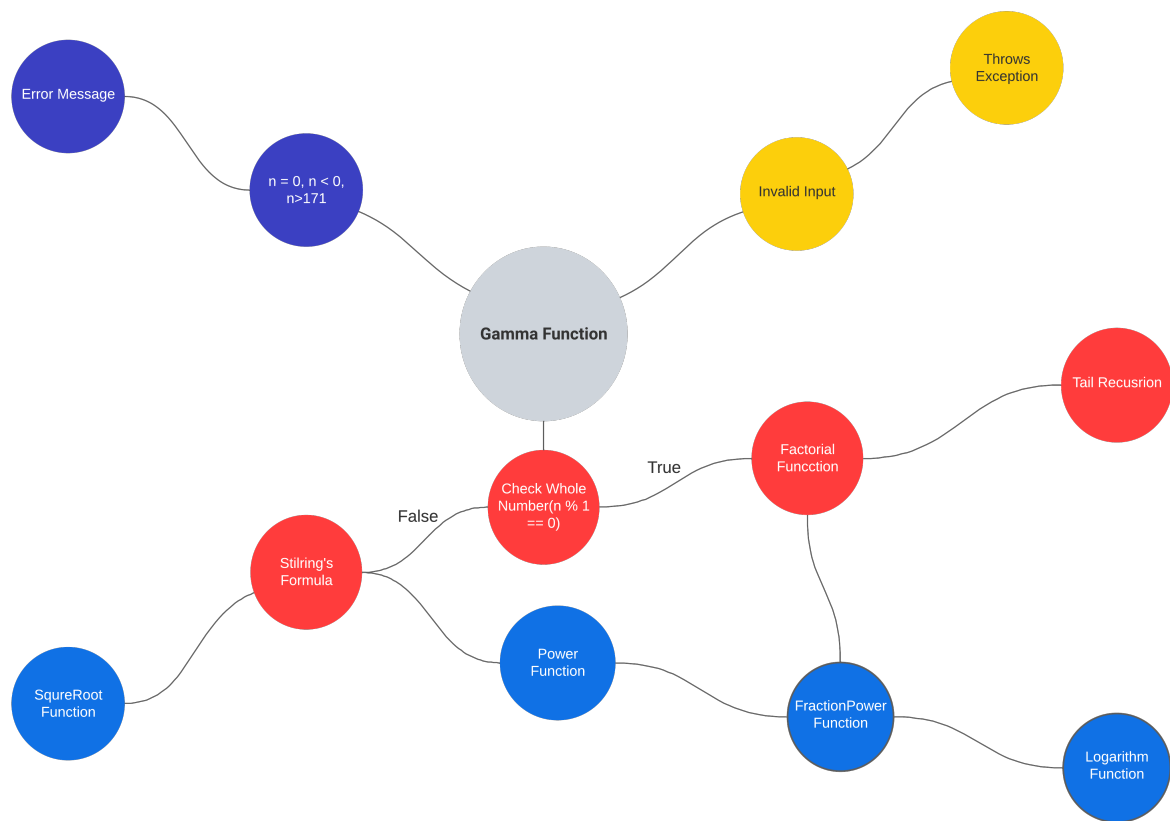 Throws
Exception
Error Message
n = 0, n < 0,
n>171
Invalid Input
Gamma Function
Tail Recusrion
Factorial
Funcction
True
Check Whole
Number(n % 1
== 0)
False
Stilring's
Formula
Power
Function
SqureRoot
Function
FractionPower
Function
Logarithm
Function